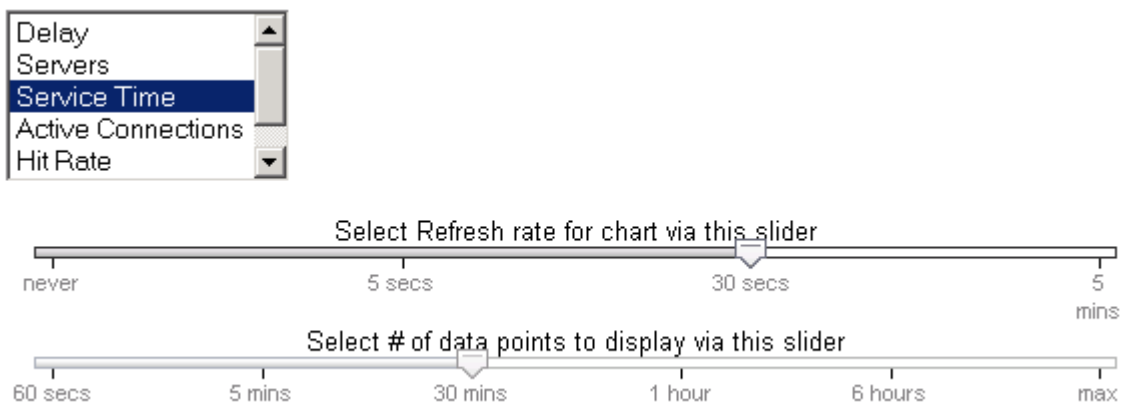 Delay
Servers
Service Time
Active Connections
Hit Rate
Select Refresh rate for chart via this slider
never 5 secs 30 secs 5 mins
Select # of data points to display via this slider
60 secs 5 mins 30 mins 1 hour 6 hours max